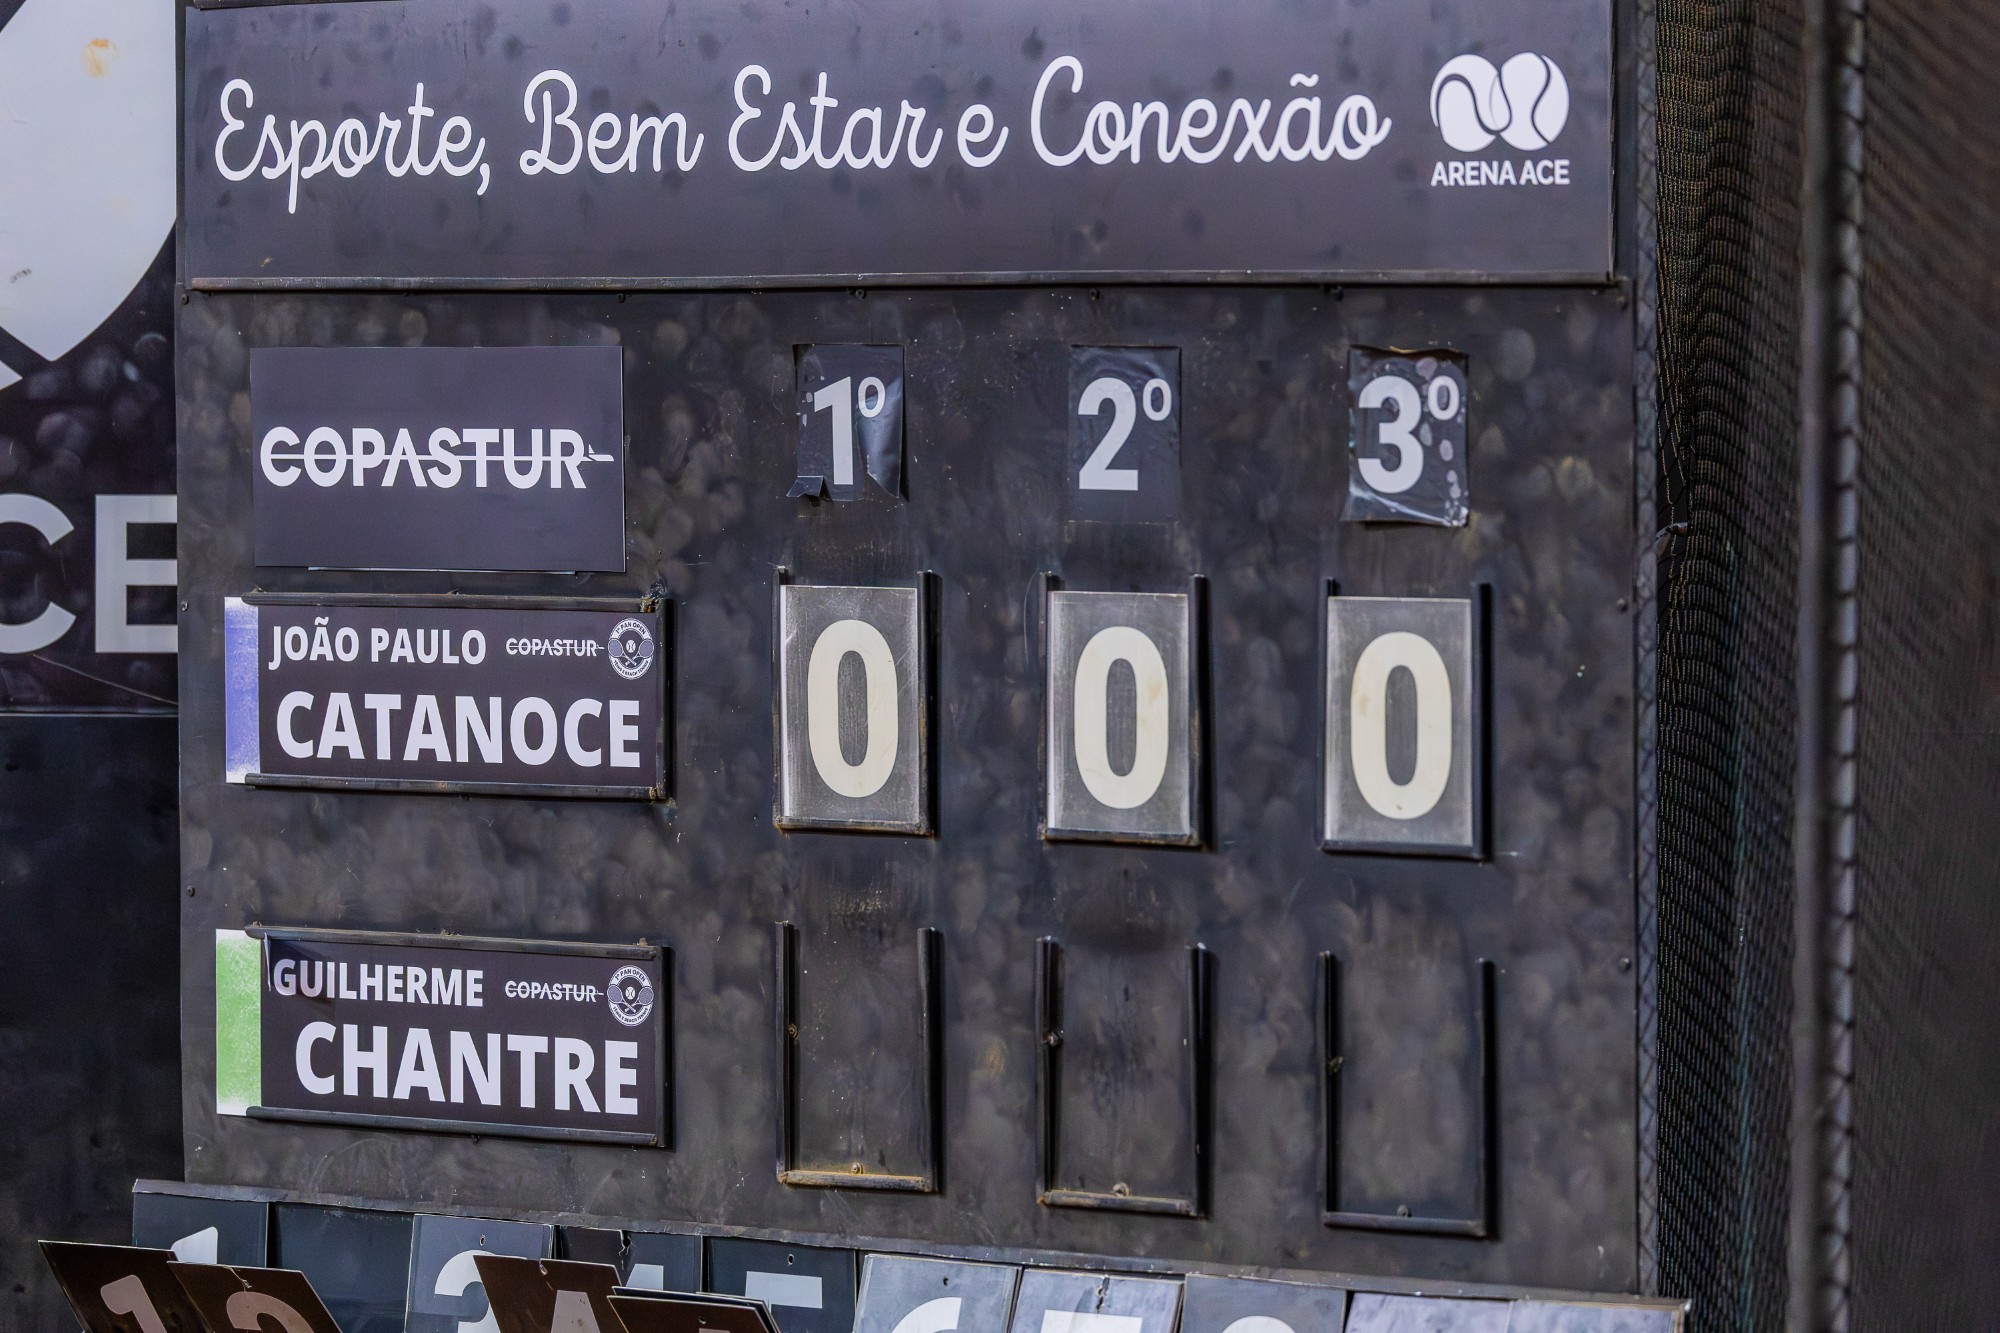 Esporte, Bem Estar e Conexão
ARENA ACE
CE
COPASTUR
1º 2º 3º
JOÃO PAULO COPASTUR
CATANOCE
0 0 0
GUILHERME COPASTUR
CHANTRE